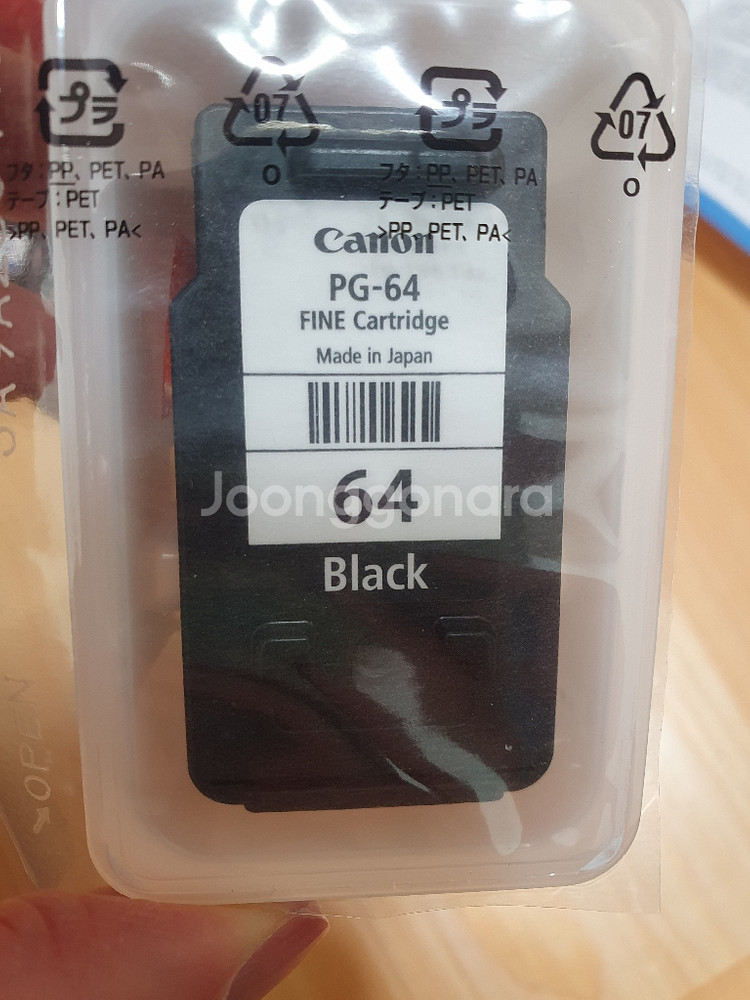 プラ
07
プラ
07
O
O
フタ:PP、PET、PA
テープ:PET
>PP、PET、PA<
フタ:PP、PET、PA
テープ:PET
>PP、PET、PA<
Canon
PG-64
FINE Cartridge
Made in Japan
64
Joonggonara
Black
OPEN